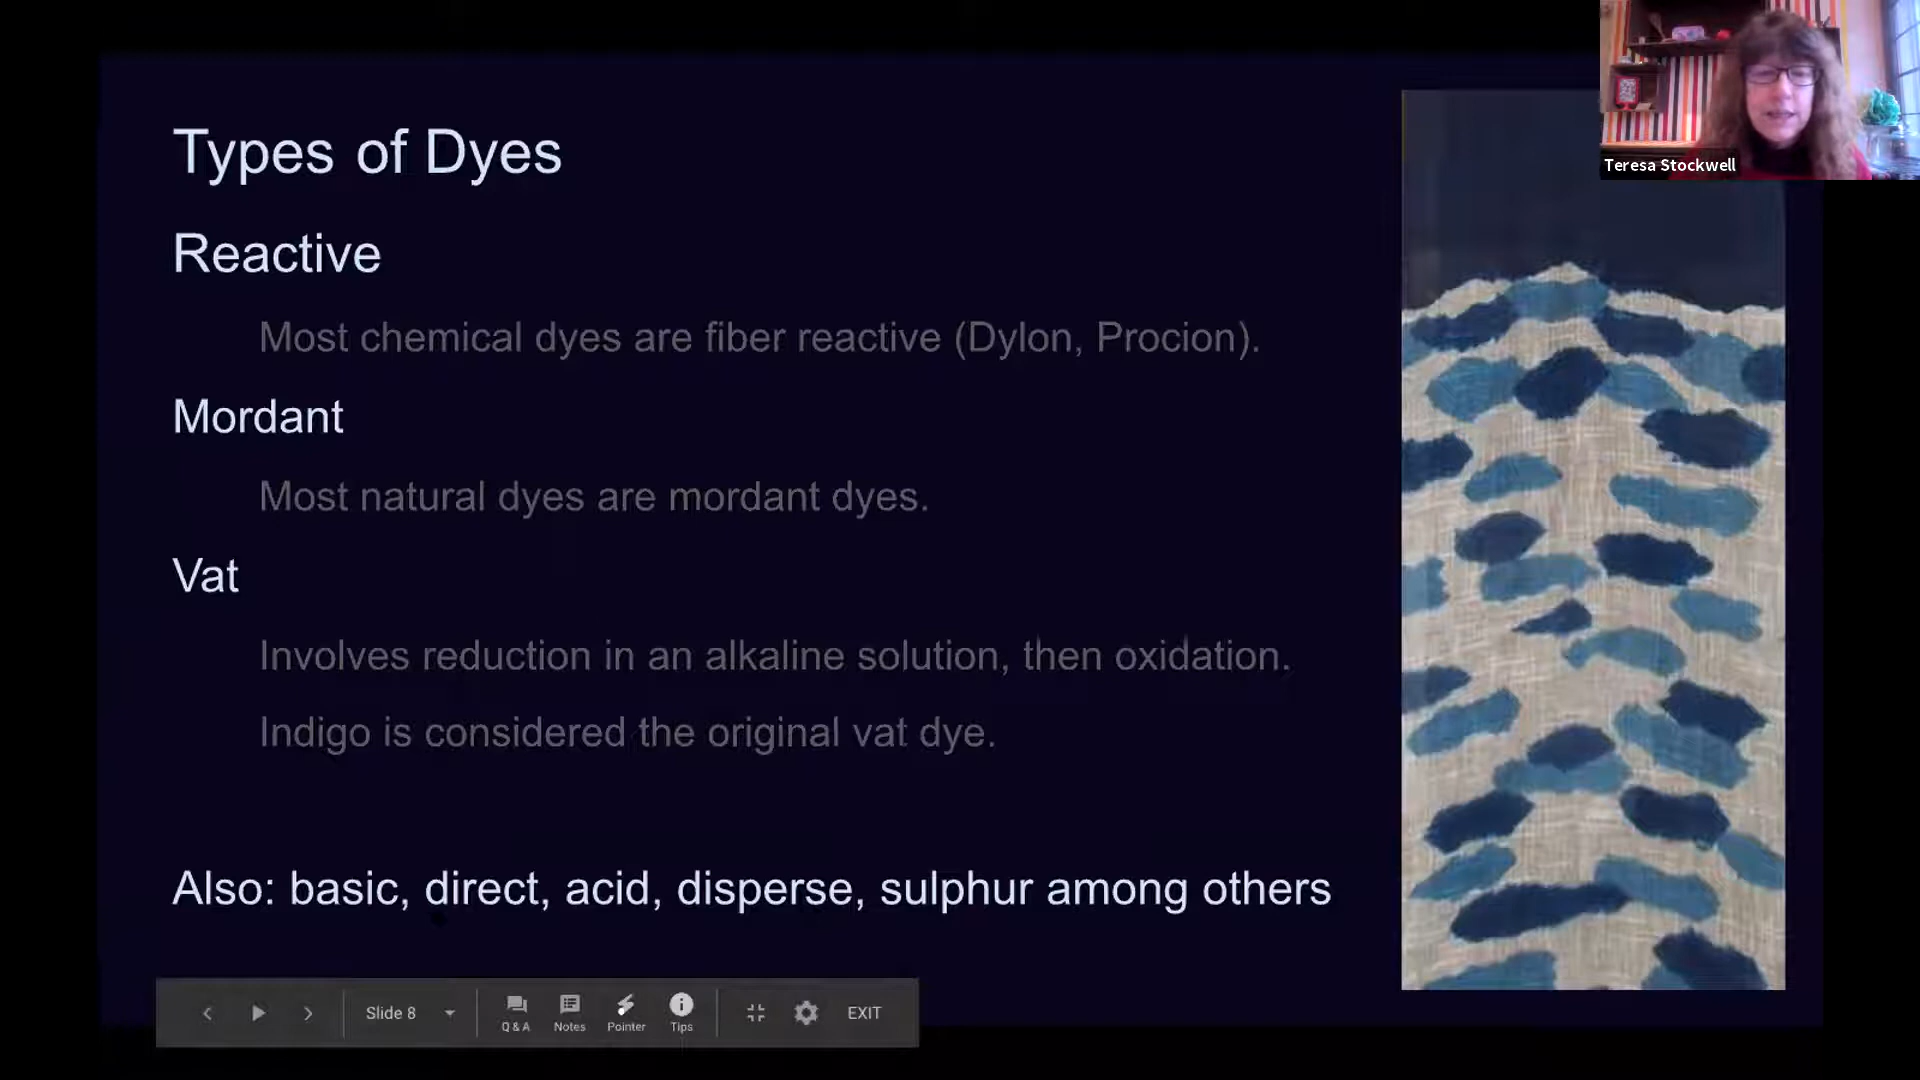 Types of Dyes
Reactive
Most chemical dyes are fiber reactive (Dylon, Procion).
Mordant
Most natural dyes are mordant dyes.
Vat
Involves reduction in an alkaline solution, then oxidation.
Indigo is considered the original vat dye.
Also: basic, direct, acid, disperse, sulphur among others
Teresa Stockwell
Slide 8
Q & A
Notes
Pointer
Tips
EXIT